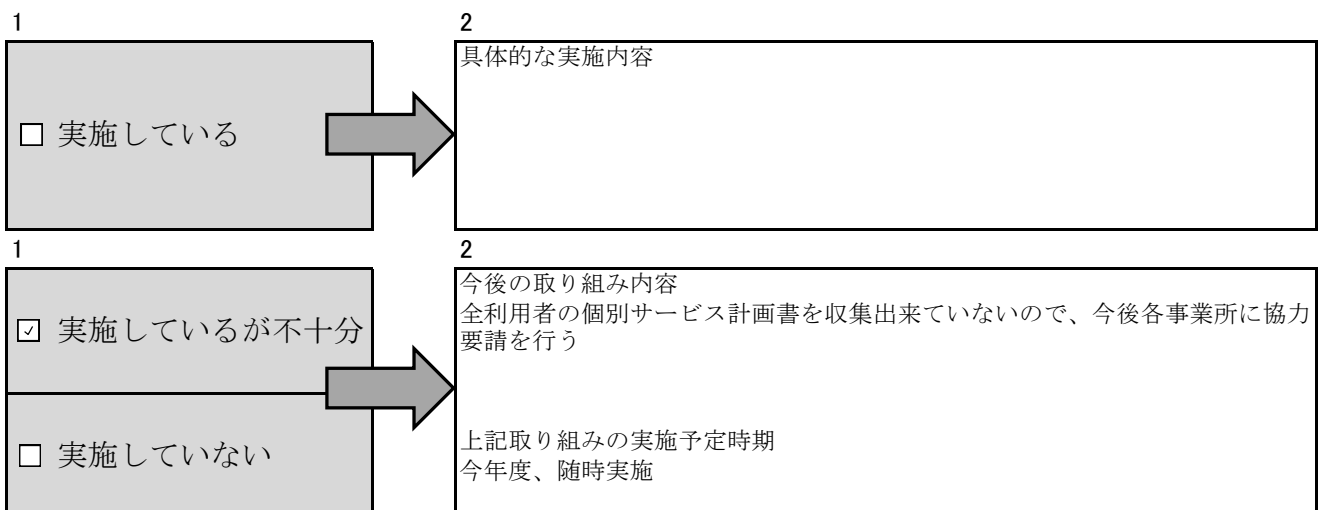 1
2
□ 実施している
具体的な実施内容
1
2
☑ 実施しているが不十分
□ 実施していない
今後の取り組み内容
全利用者の個別サービス計画書を収集出来ていないので、今後各事業所に協力
要請を行う
上記取り組みの実施予定時期
今年度、随時実施